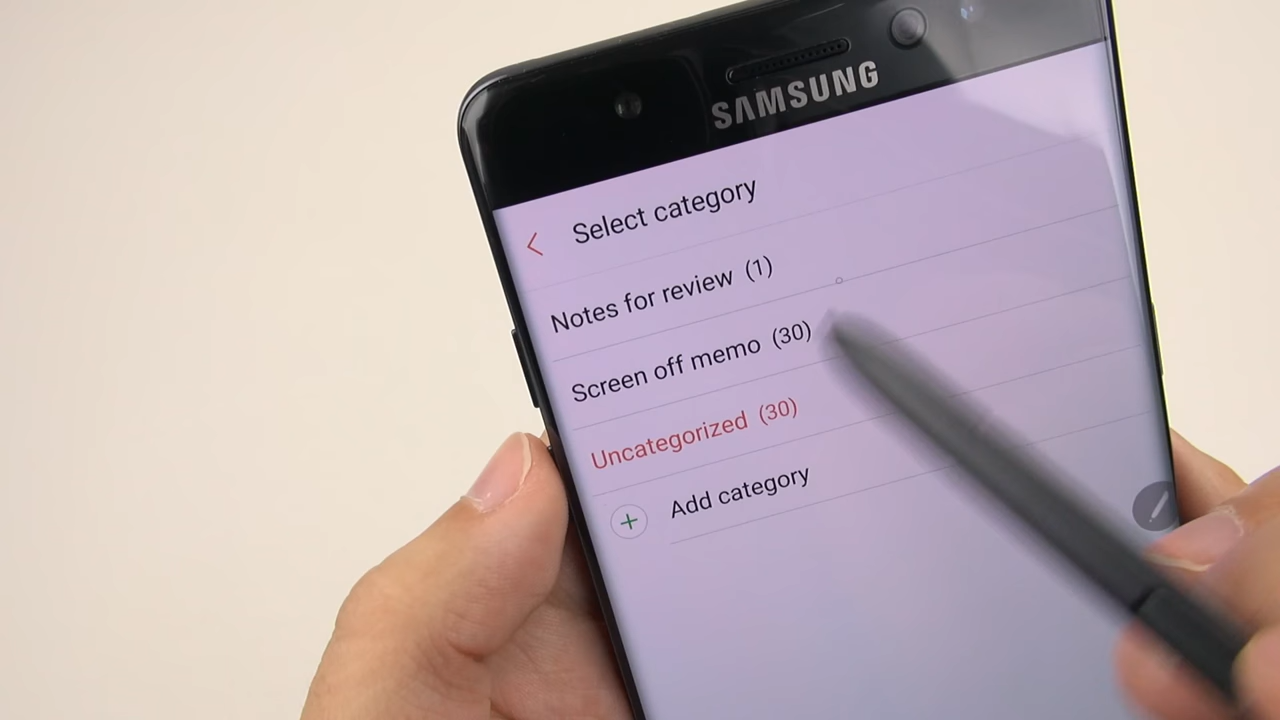 SAMSUNG
Select category
Notes for review (1)
Screen off memo (30)
Uncategorized (30)
Add category